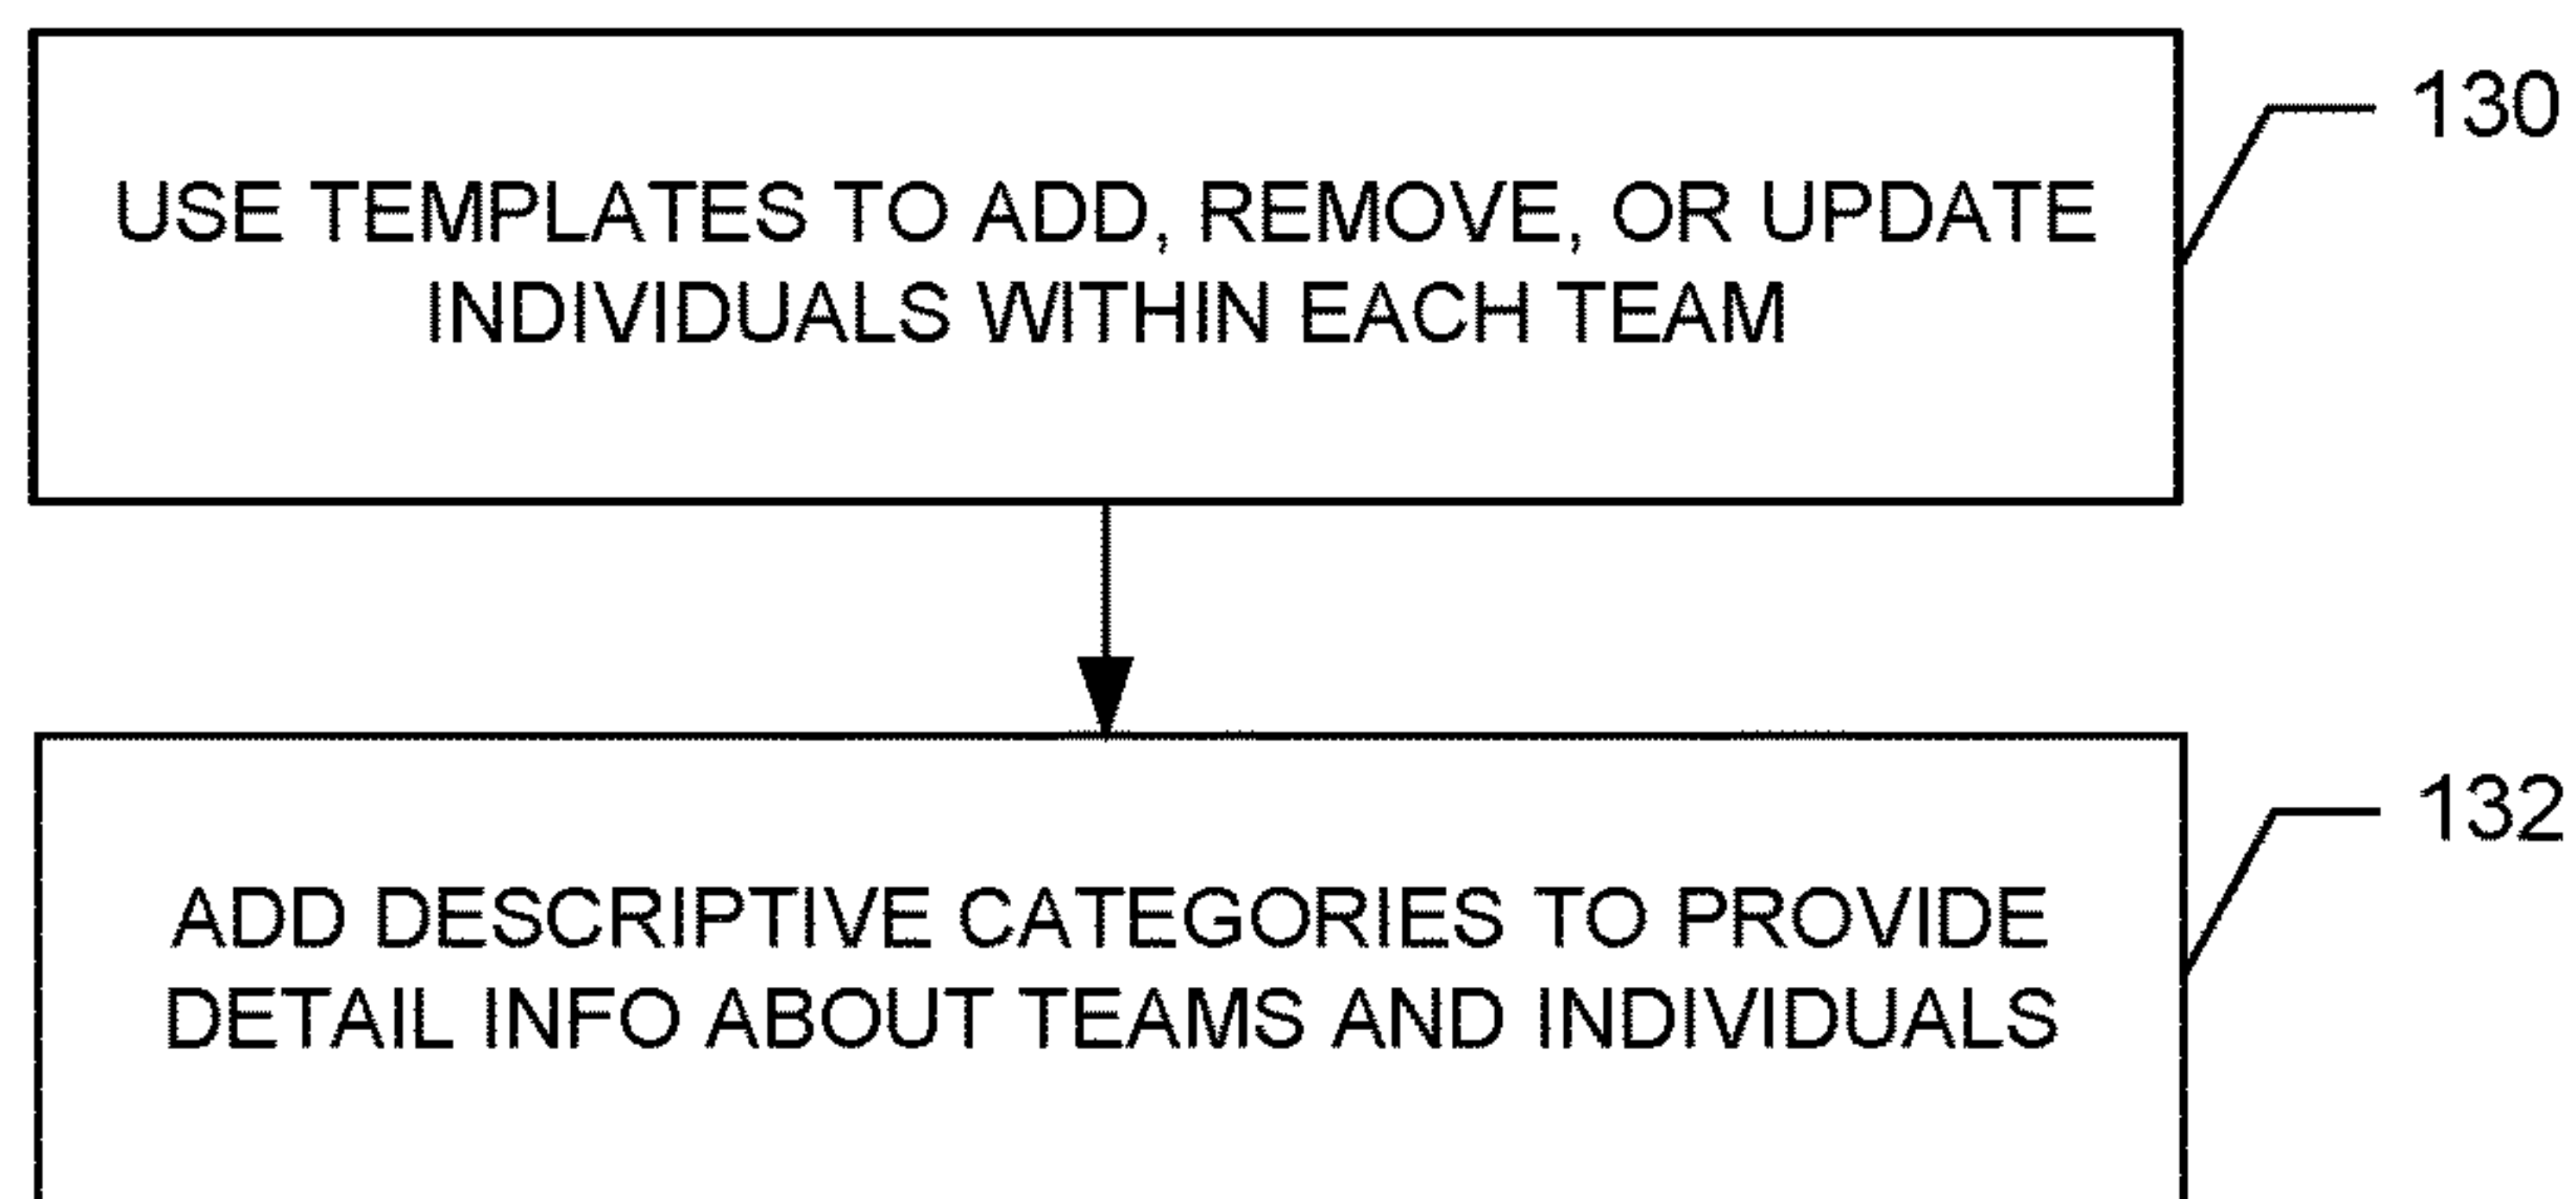 130
USE TEMPLATES TO ADD, REMOVE, OR UPDATE
INDIVIDUALS WITHIN EACH TEAM
132
ADD DESCRIPTIVE CATEGORIES TO PROVIDE
DETAIL INFO ABOUT TEAMS AND INDIVIDUALS